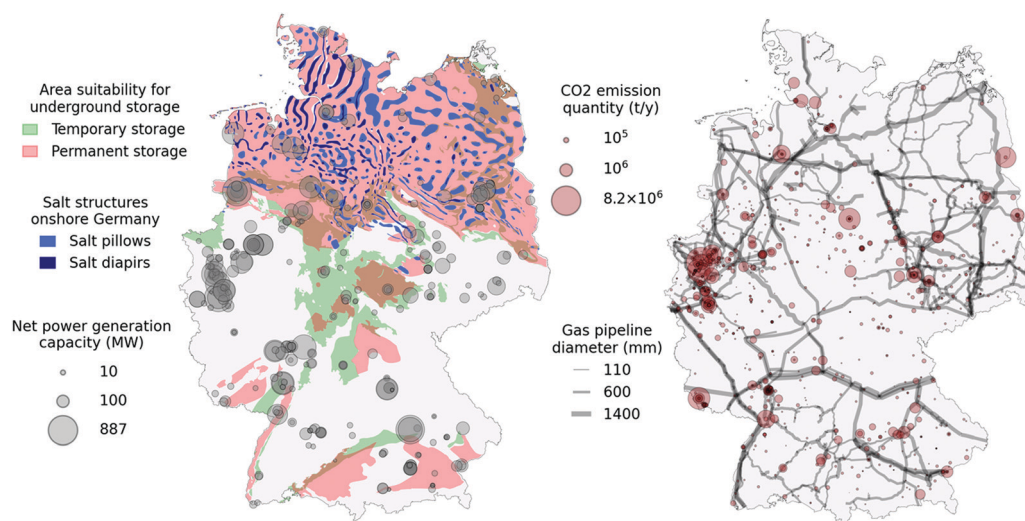 Area suitability for
underground storage
Temporary storage
Permanent storage
Salt structures
onshore Germany
Salt pillows
Salt diapirs
Net power generation
capacity (MW)
10
100
887
CO2 emission
quantity (t/y)
10⁵
10⁶
8.2×10⁶
Gas pipeline
diameter (mm)
110
600
1400